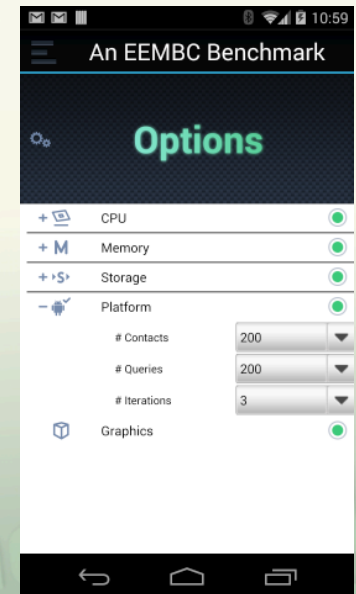 10:59
An EEMBC Benchmark
Options
+ CPU
+ M Memory
+ S Storage
- Platform
# Contacts 200
# Queries 200
# Iterations 3
Graphics